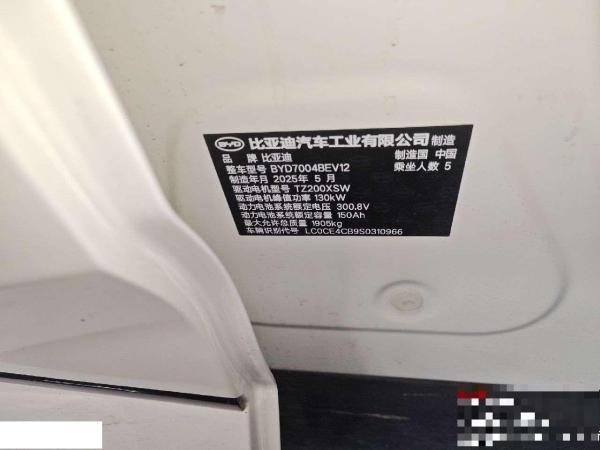 BYD 比亚迪汽车工业有限公司 制造
品 牌 比亚迪 制造国 中国
整车型号 BYD7004BEV12 乘坐人数 5
制造年月 2025年 5 月
驱动电机型号 TZ200XSW
驱动电机峰值功率 130kW
动力电池系统额定电压 300.8V
动力电池系统额定容量 150Ah
最大允许总质量 1905kg
车辆识别代号 LC0CE4CB9S0310966